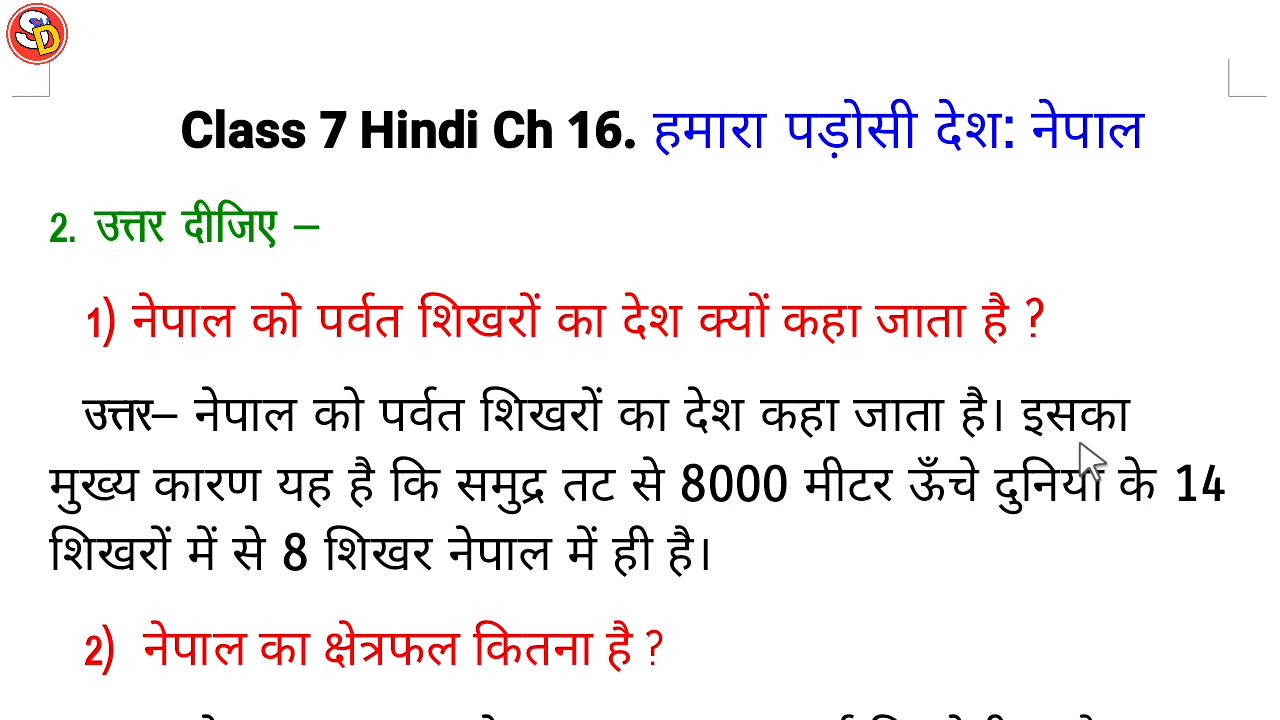 SD
Class 7 Hindi Ch 16. हमारा पड़ोसी देश: नेपाल
2. उत्तर दीजिए –
1) नेपाल को पर्वत शिखरों का देश क्यों कहा जाता है ?
उत्तर– नेपाल को पर्वत शिखरों का देश कहा जाता है। इसका
मुख्य कारण यह है कि समुद्र तट से 8000 मीटर ऊँचे दुनिया के 14
शिखरों में से 8 शिखर नेपाल में ही है।
2) नेपाल का क्षेत्रफल कितना है ?